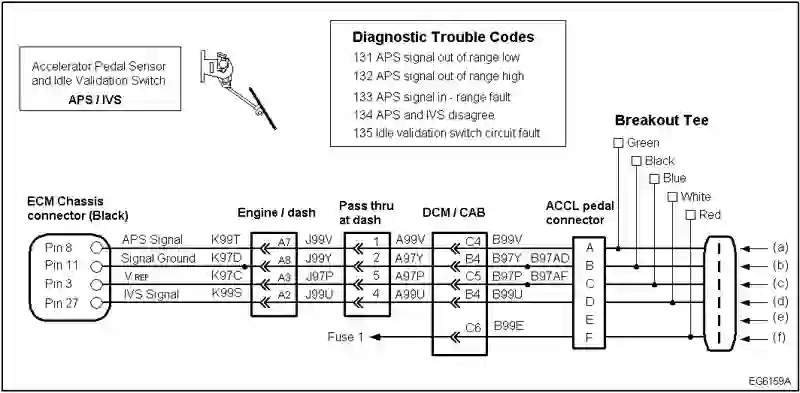 Accelerator Pedal Sensor
and Idle Validation Switch
APS / IVS
Diagnostic Trouble Codes
131 APS signal out of range low
132 APS signal out of range high
133 APS signal in - range fault
134 APS and IVS disagree
135 Idle validation switch circuit fault
Breakout Tee
Green
Black
Blue
White
Red
ECM Chassis
connector (Black)
Engine / dash
Pass thru
at dash
DCM / CAB
ACCL pedal
connector
Pin 8 APS Signal K99T A7 J99V 1 A99V C4 B99V A (a)
Pin 11 Signal Ground K97D A8 J99Y 2 A97Y B4 B97Y B97AD B (b)
Pin 3 V REF K97C A3 J97P 5 A97P C5 B97P B97AF C (c)
Pin 27 IVS Signal K99S A2 J99U 4 A99U B4 B99U D (d)
E (e)
Fuse 1 C6 B99E F (f)
EG6159A